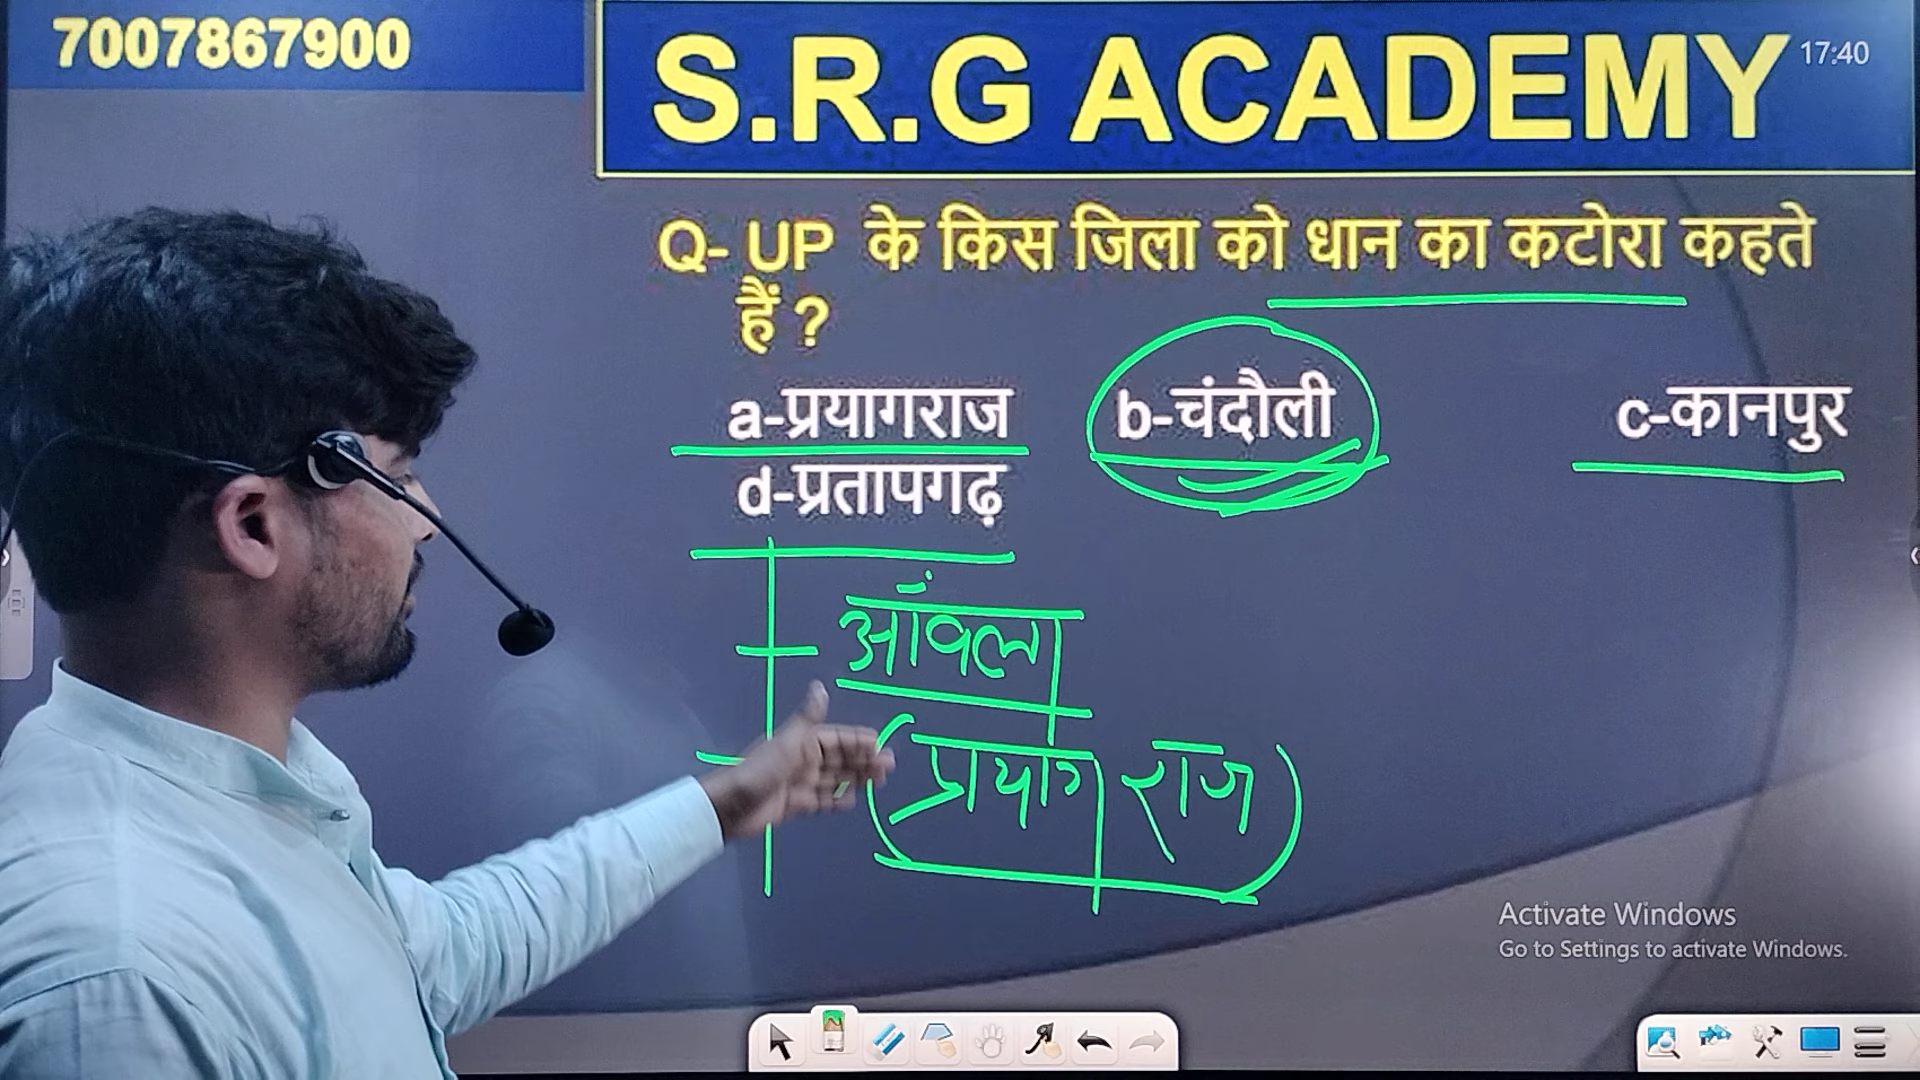 7007867900
S.R.G ACADEMY
17:40
Q- UP के किस जिला को धान का कटोरा कहते
हैं ?
a-प्रयागराज b-चंदौली c-कानपुर
d-प्रतापगढ़
आंवला
(प्रयागराज)
Activate Windows
Go to Settings to activate Windows.